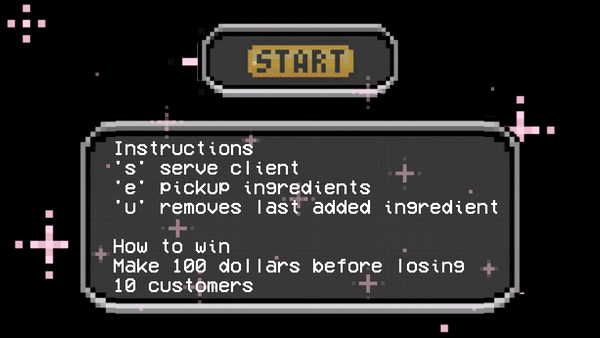 START
Instructions
's' serve client
'e' pickup ingredients
'u' removes last added ingredient
How to win
Make 100 dollars before losing
10 customers